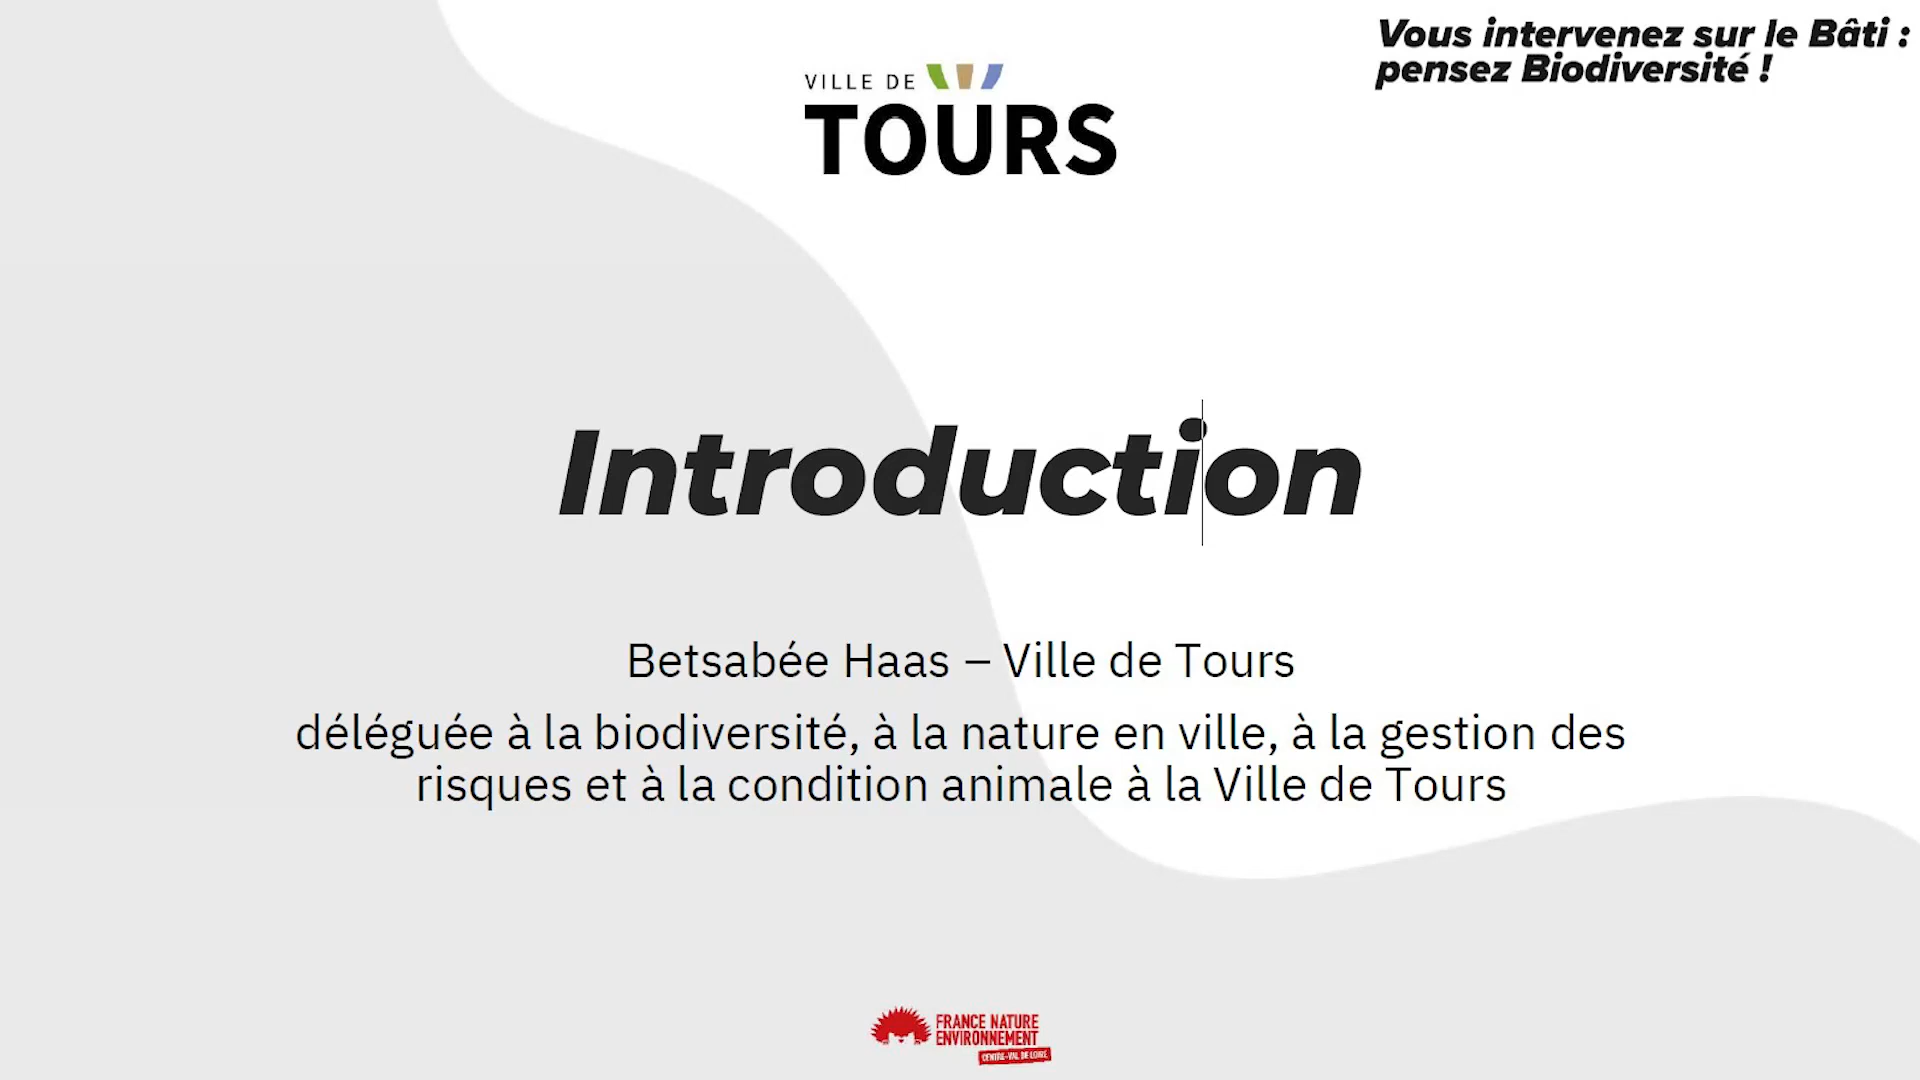 Vous intervenez sur le Bâti :
pensez Biodiversité !
VILLE DE
TOURS
Introduction
Betsabée Haas – Ville de Tours
déléguée à la biodiversité, à la nature en ville, à la gestion des
risques et à la condition animale à la Ville de Tours
FRANCE NATURE
ENVIRONNEMENT
CENTRE-VAL DE LOIRE